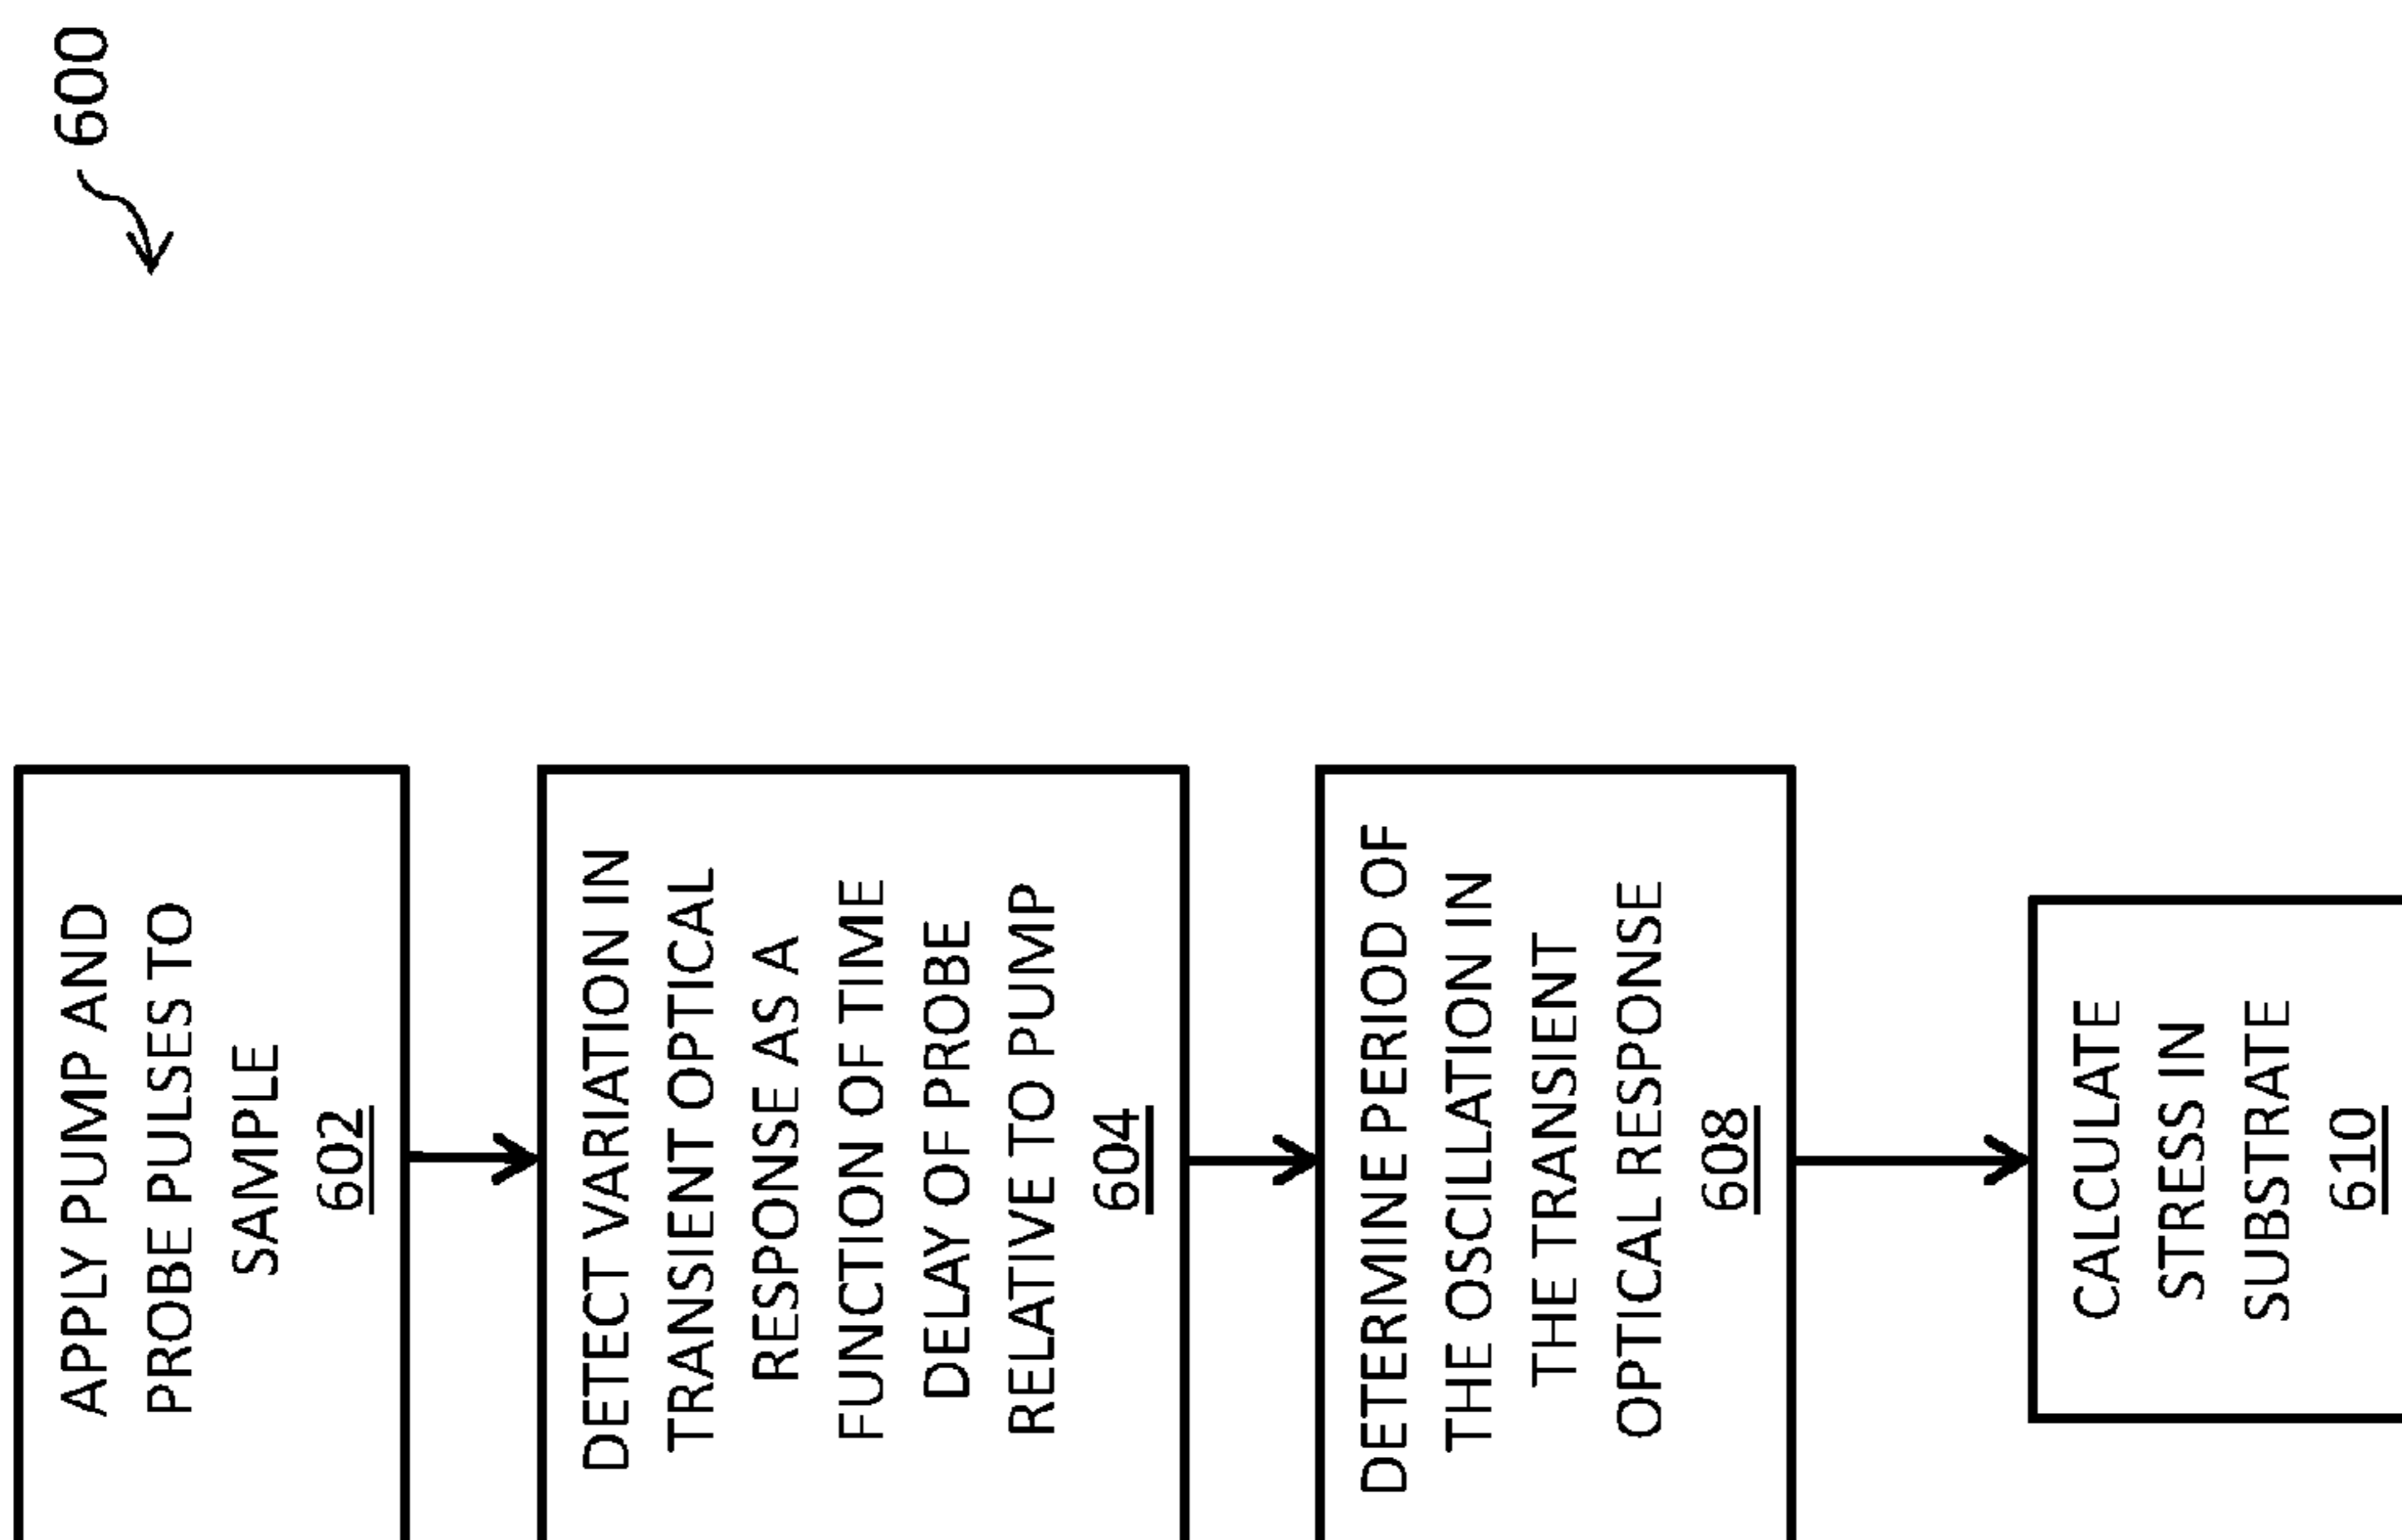 600
APPLY PUMP AND
PROBE PULSES TO
SAMPLE
602
DETECT VARIATION IN
TRANSIENT OPTICAL
RESPONSE AS A
FUNCTION OF TIME
DELAY OF PROBE
RELATIVE TO PUMP
604
DETERMINE PERIOD OF
THE OSCILLATION IN
THE TRANSIENT
OPTICAL RESPONSE
608
CALCULATE
STRESS IN
SUBSTRATE
610